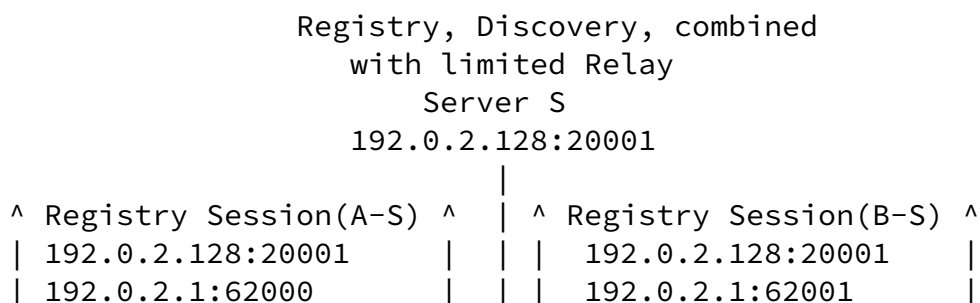 Registry, Discovery, combined
with limited Relay
Server S
192.0.2.128:20001
|
^ Registry Session(A-S) ^ | ^ Registry Session(B-S) ^
| 192.0.2.128:20001 | | | 192.0.2.128:20001 |
| 192.0.2.1:62000 | | | 192.0.2.1:62001 |